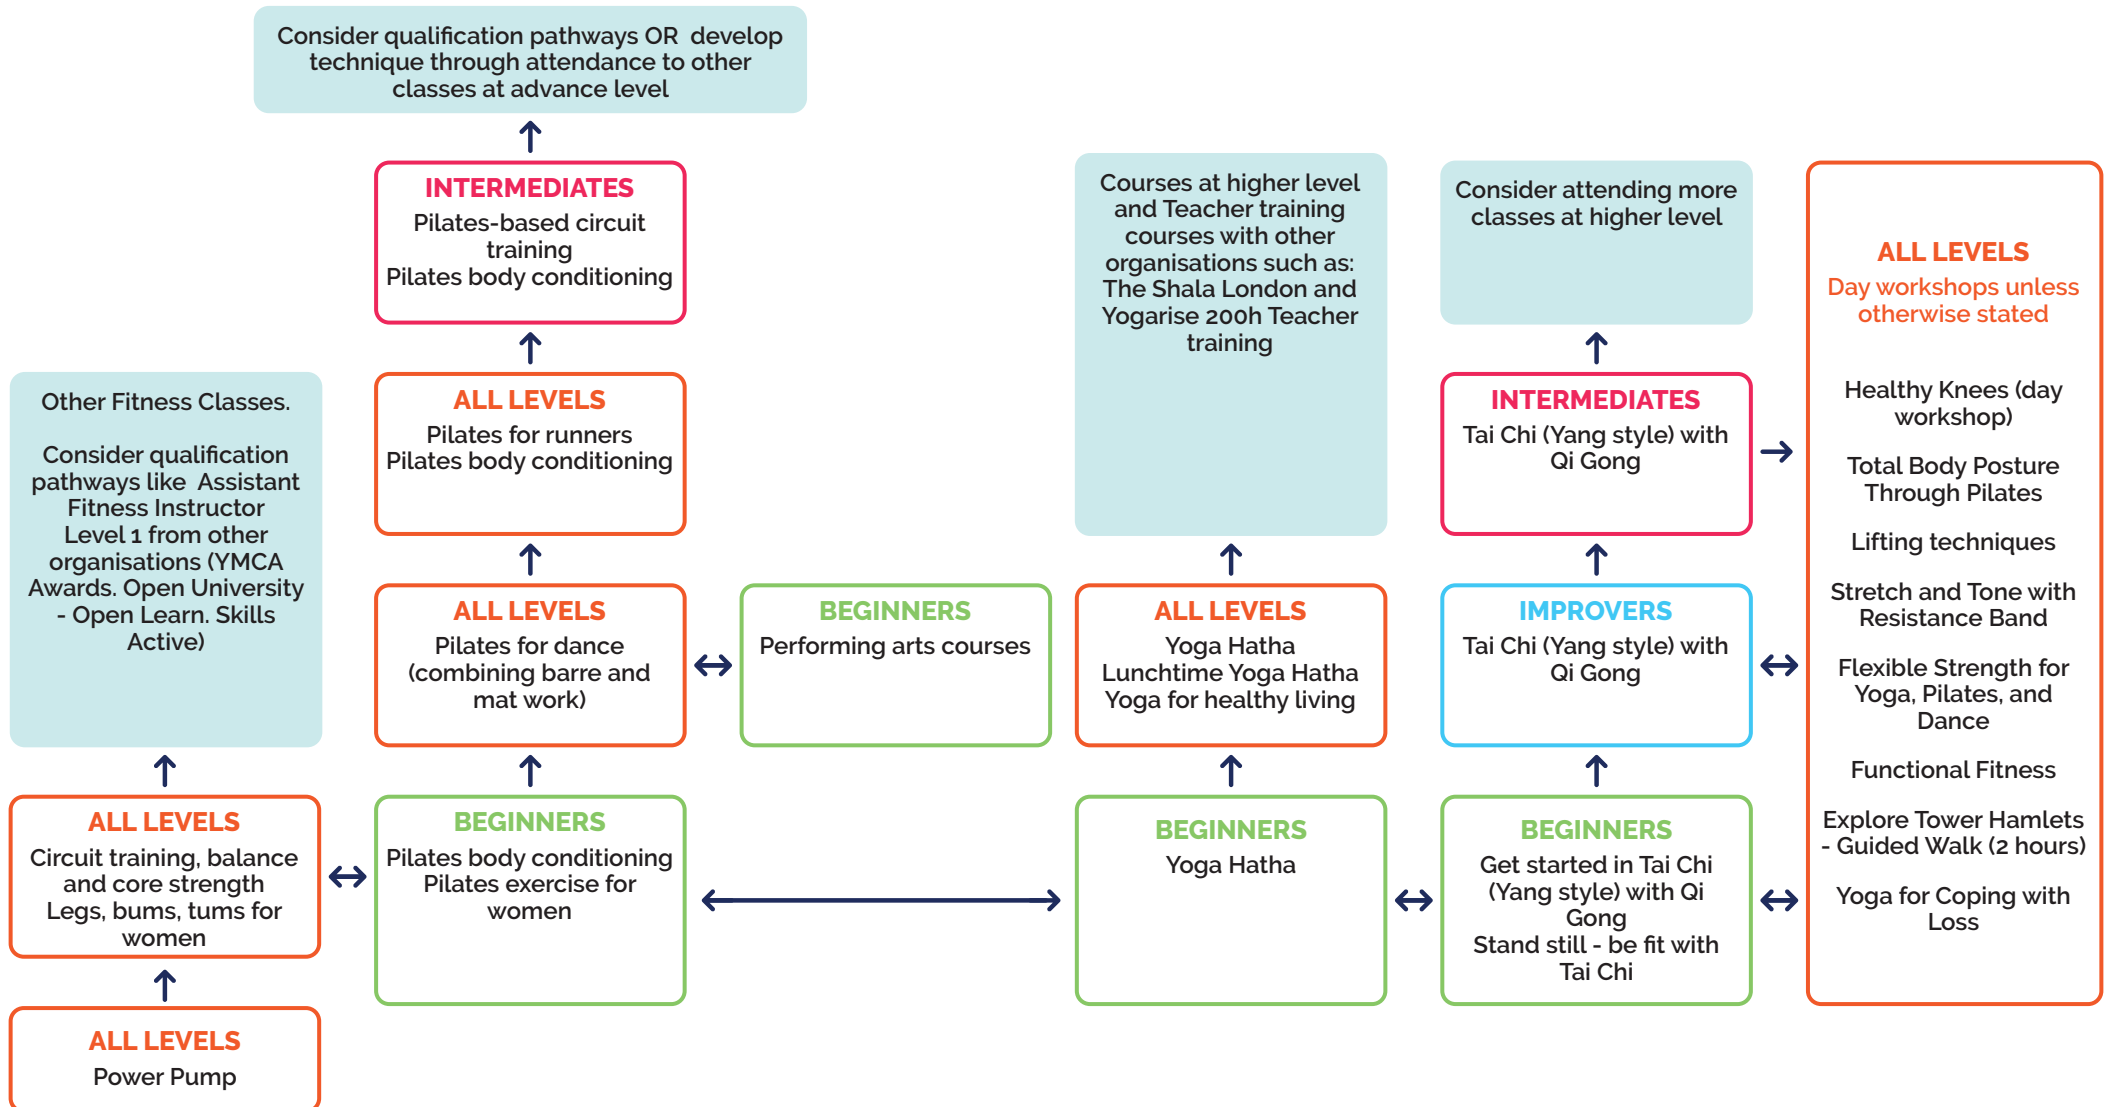 Consider qualification pathways OR develop
technique through attendance to other
classes at advance level
INTERMEDIATES
Pilates-based circuit
training
Pilates body conditioning
ALL LEVELS
Pilates for runners
Pilates body conditioning
Other Fitness Classes.
Consider qualification
pathways like Assistant
Fitness Instructor
Level 1 from other
organisations (YMCA
Awards. Open University
- Open Learn. Skills
Active)
ALL LEVELS
Pilates for dance
(combining barre and
mat work)
BEGINNERS
Performing arts courses
ALL LEVELS
Circuit training, balance
and core strength
Legs, bums, tums for
women
BEGINNERS
Pilates body conditioning
Pilates exercise for
women
ALL LEVELS
Power Pump
Courses at higher level
and Teacher training
courses with other
organisations such as:
The Shala London and
Yogarise 200h Teacher
training
ALL LEVELS
Yoga Hatha
Lunchtime Yoga Hatha
Yoga for healthy living
BEGINNERS
Yoga Hatha
Consider attending more
classes at higher level
INTERMEDIATES
Tai Chi (Yang style) with
Qi Gong
IMPROVERS
Tai Chi (Yang style) with
Qi Gong
BEGINNERS
Get started in Tai Chi
(Yang style) with Qi
Gong
Stand still - be fit with
Tai Chi
ALL LEVELS
Day workshops unless
otherwise stated
Healthy Knees (day
workshop)
Total Body Posture
Through Pilates
Lifting techniques
Stretch and Tone with
Resistance Band
Flexible Strength for
Yoga, Pilates, and
Dance
Functional Fitness
Explore Tower Hamlets
- Guided Walk (2 hours)
Yoga for Coping with
Loss